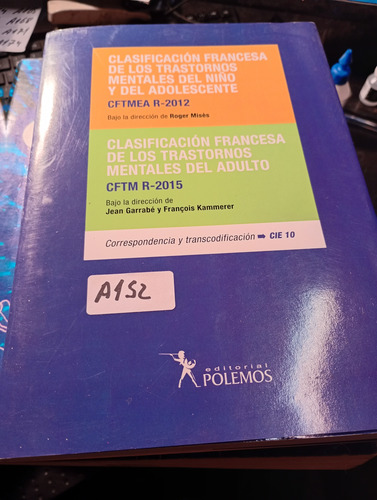 CLASIFICACIÓN FRANCESA
DE LOS TRASTORNOS
MENTALES DEL NIÑO
Y DEL ADOLESCENTE
CFTMEA R-2012
Bajo la dirección de Roger Misès
CLASIFICACIÓN FRANCESA
DE LOS TRASTORNOS
MENTALES DEL ADULTO
CFTM R-2015
Bajo la dirección de
Jean Garrabé y François Kammerer
Correspondencia y transcodificación ➡ CIE 10
A152
editorial
POLEMOS